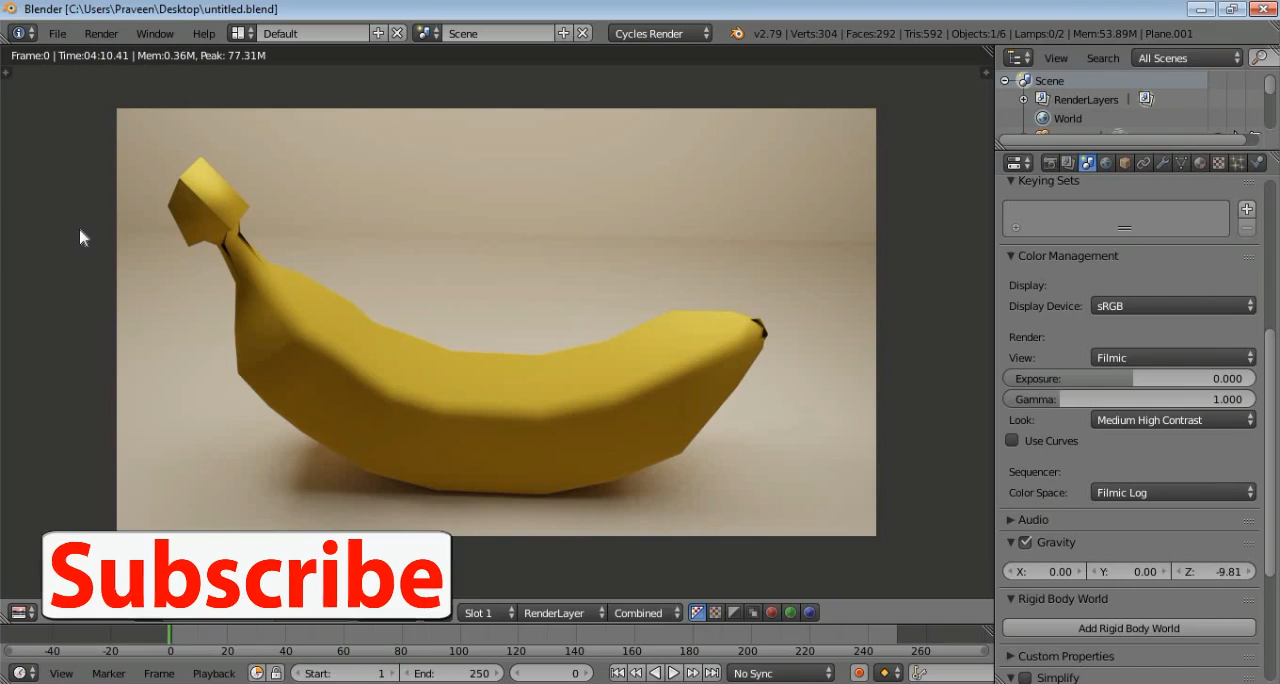 Blender [C:\Users\Praveen\Desktop\untitled.blend]
File Render Window Help Default Scene Cycles Render v2.79 | Verts:304 | Faces:292 | Tris:592 | Objects:1/6 | Lamps:0/2 | Mem:53.89M | Plane.001
Frame:0 | Time:04:10.41 | Mem:0.36M, Peak: 77.31M
View Search All Scenes
Scene
RenderLayers |
World
Keying Sets
Color Management
Display:
Display Device: sRGB
Render:
View: Filmic
Exposure: 0.000
Gamma: 1.000
Look: Medium High Contrast
Use Curves
Sequencer:
Color Space: Filmic Log
Audio
Gravity
X: 0.00 Y: 0.00 Z: -9.81
Rigid Body World
Add Rigid Body World
Custom Properties
Simplify
Subscribe
Slot 1 RenderLayer Combined
-40 -20 0 20 40 60 80 100 120 140 160 180 200 220 240 260
View Marker Frame Playback Start: 1 End: 250 0 No Sync